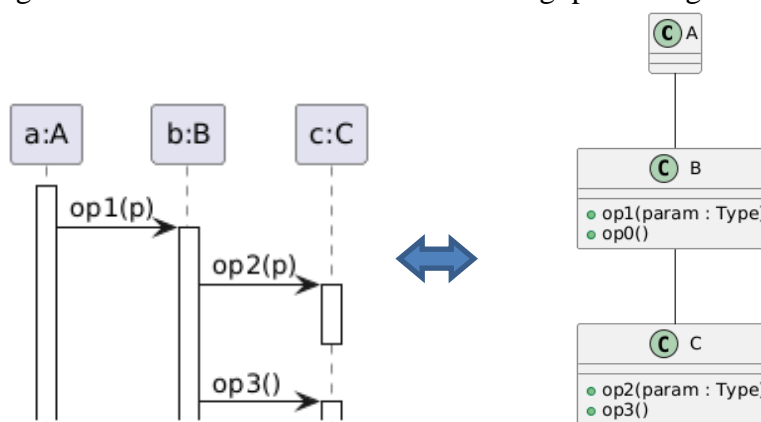 a:A
b:B
c:C
op1(p)
op2(p)
op3()
C A
C B
op1(param : Type)
op0()
C C
op2(param : Type)
op3()